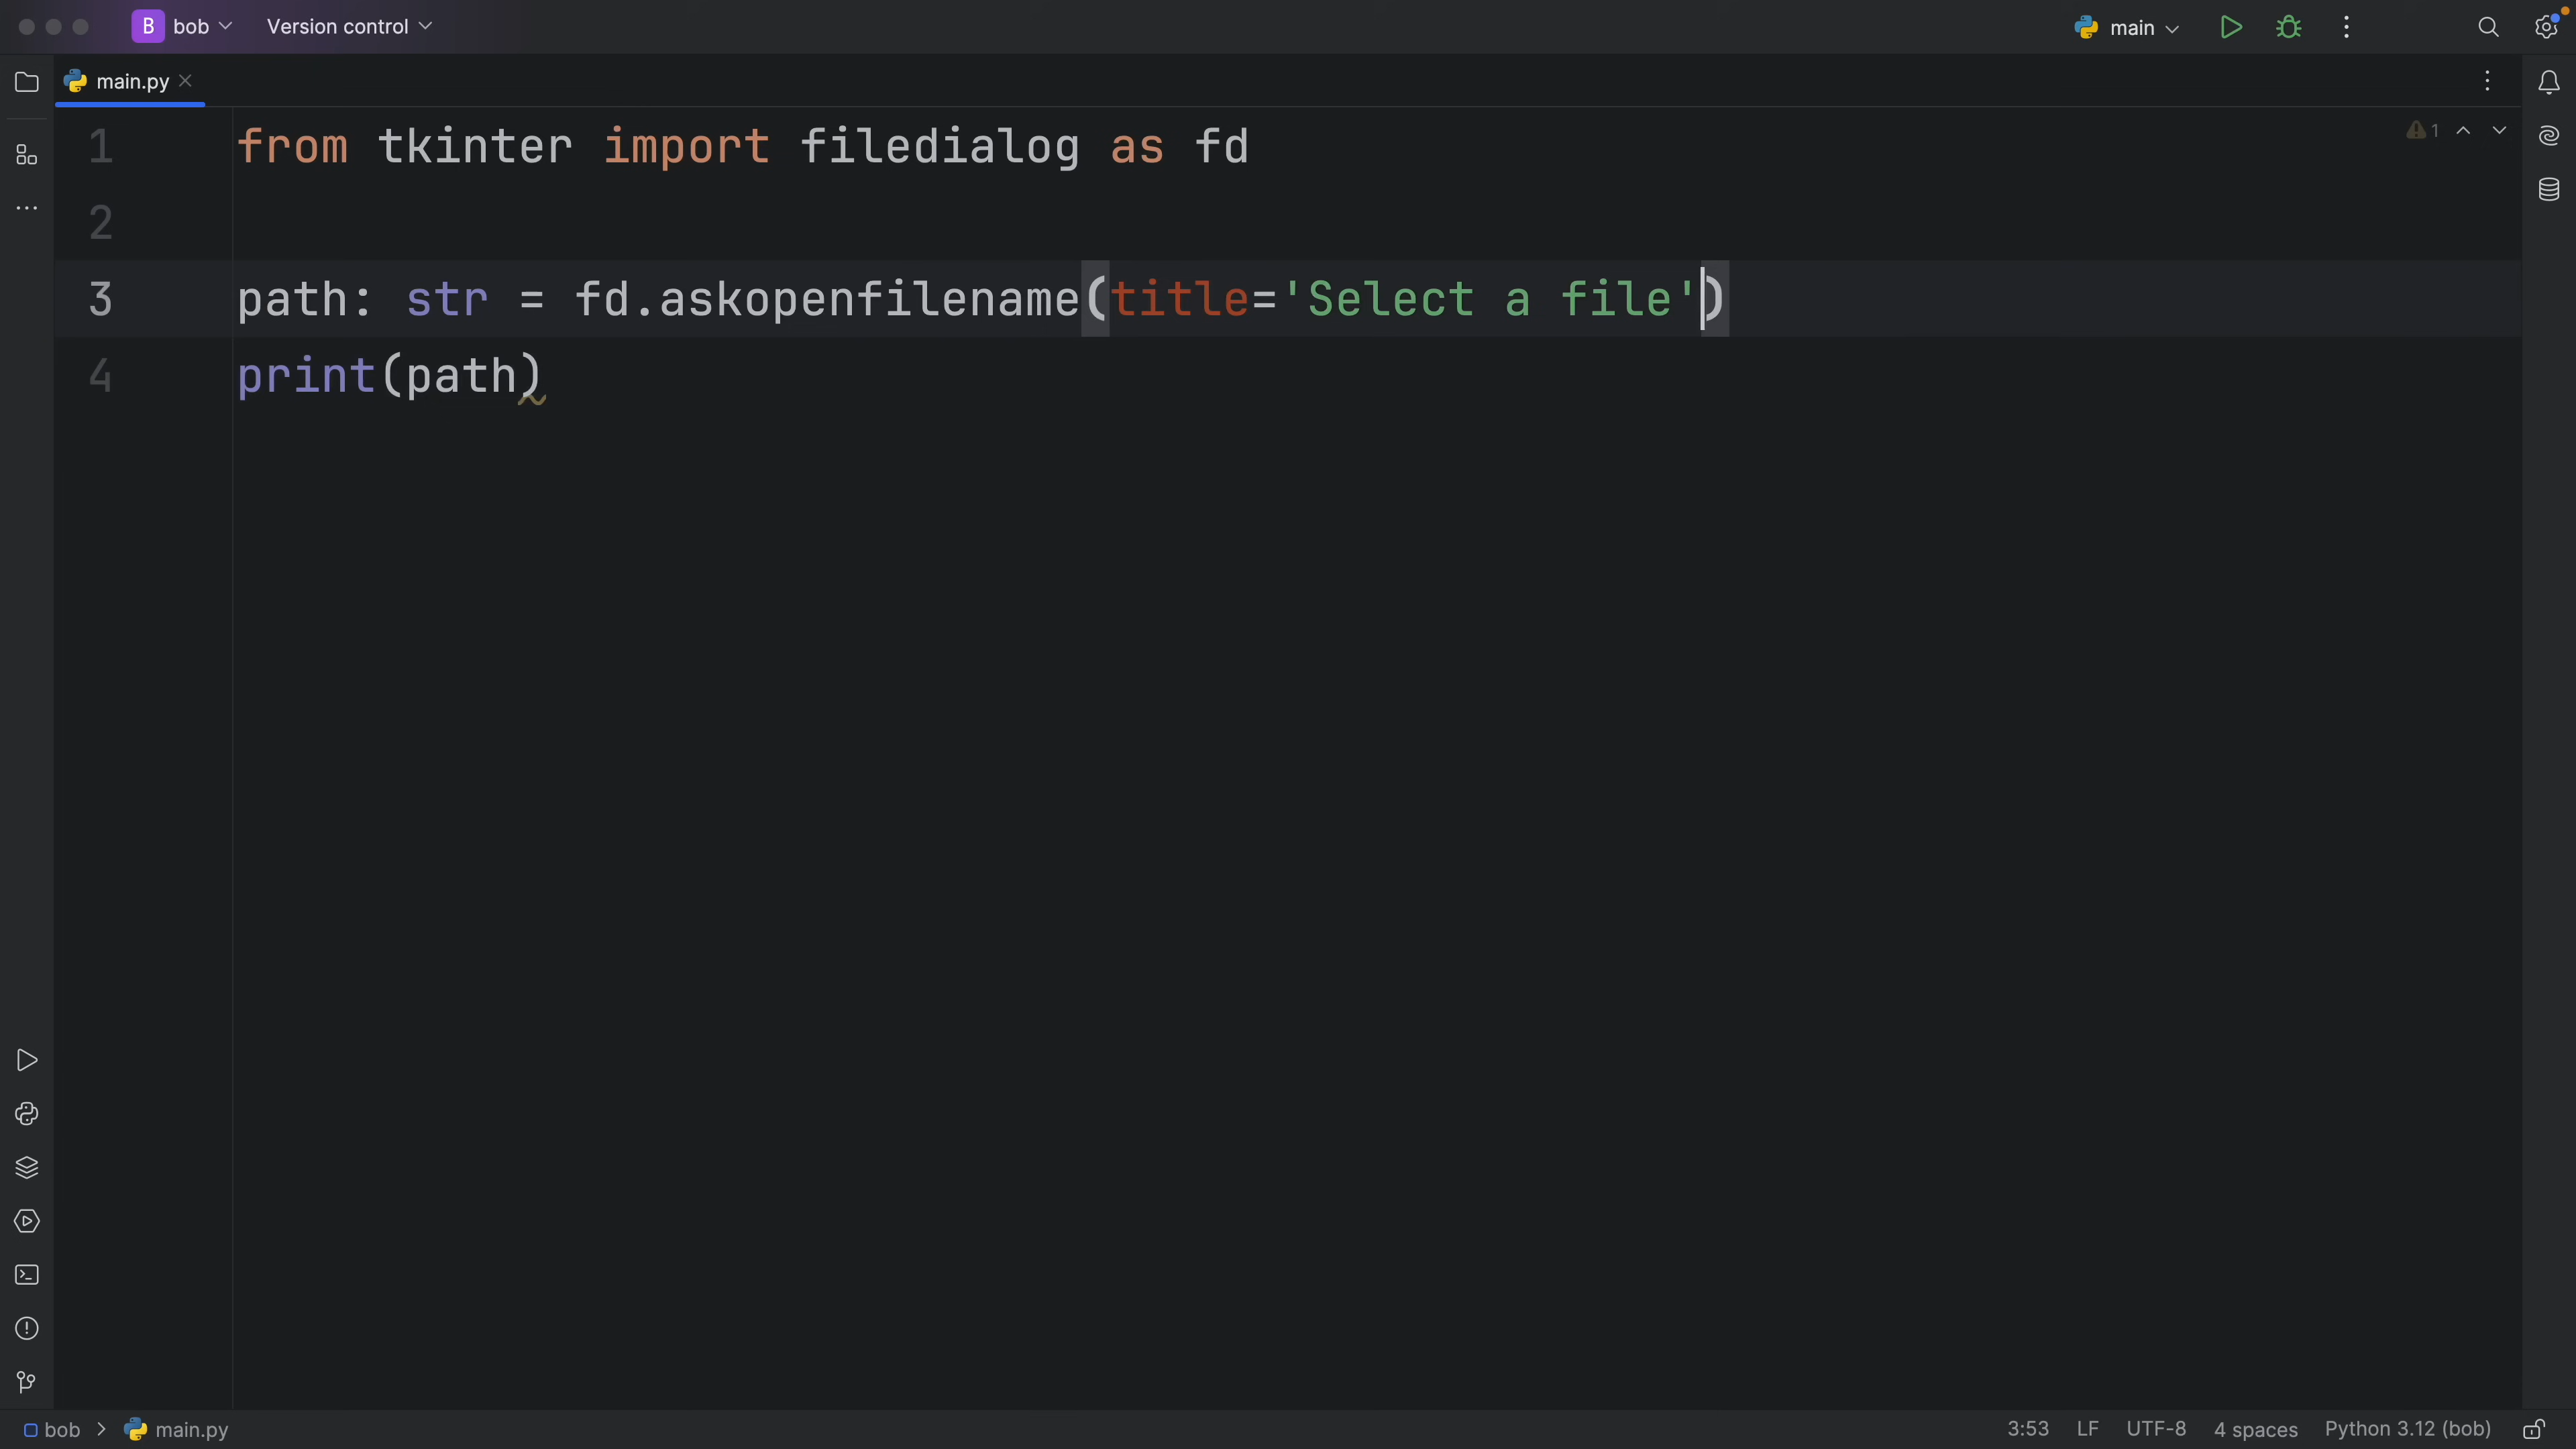 B bob Version control main
main.py
1 from tkinter import filedialog as fd
1
2
3 path: str = fd.askopenfilename(title='Select a file')
4 print(path)
bob > main.py 3:53 LF UTF-8 4 spaces Python 3.12 (bob)